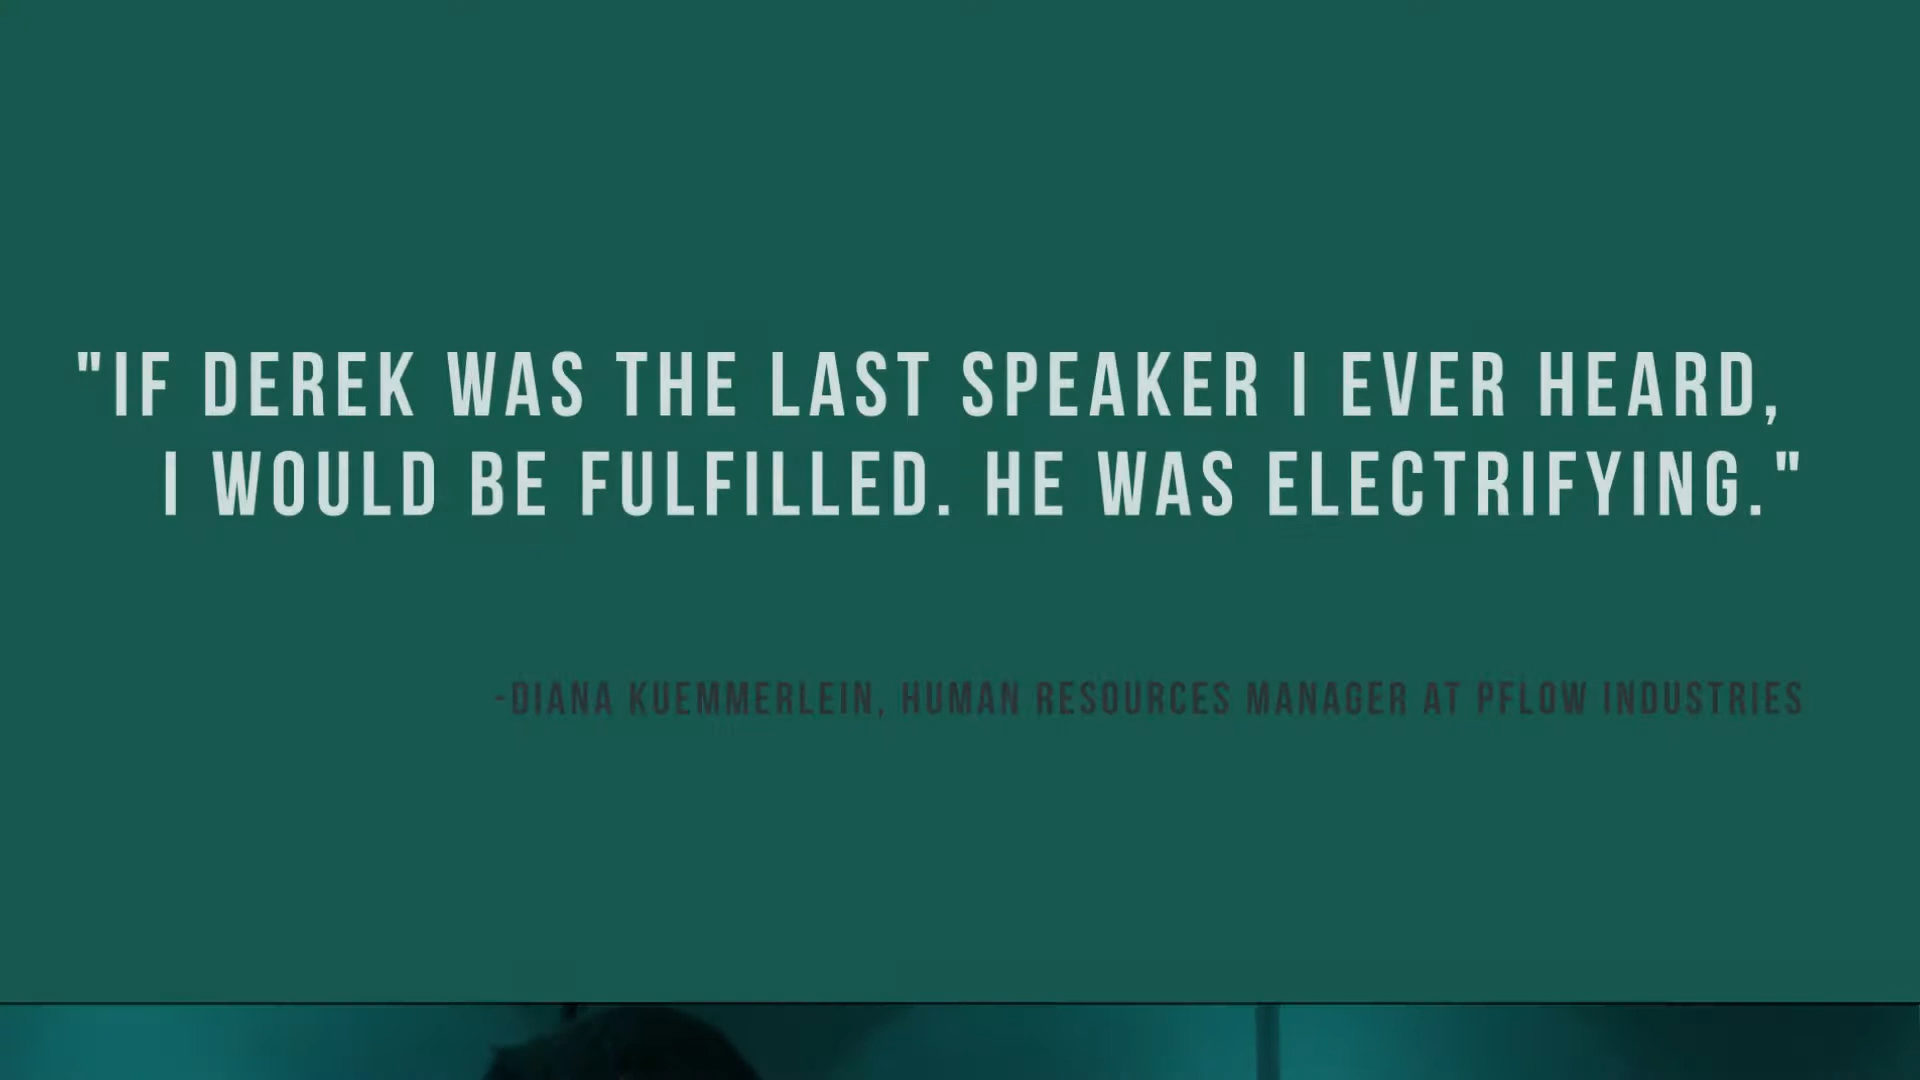 "IF DEREK WAS THE LAST SPEAKER I EVER HEARD,
I WOULD BE FULFILLED. HE WAS ELECTRIFYING."
-DIANA KUEMMERLEIN, HUMAN RESOURCES MANAGER AT PFLOW INDUSTRIES